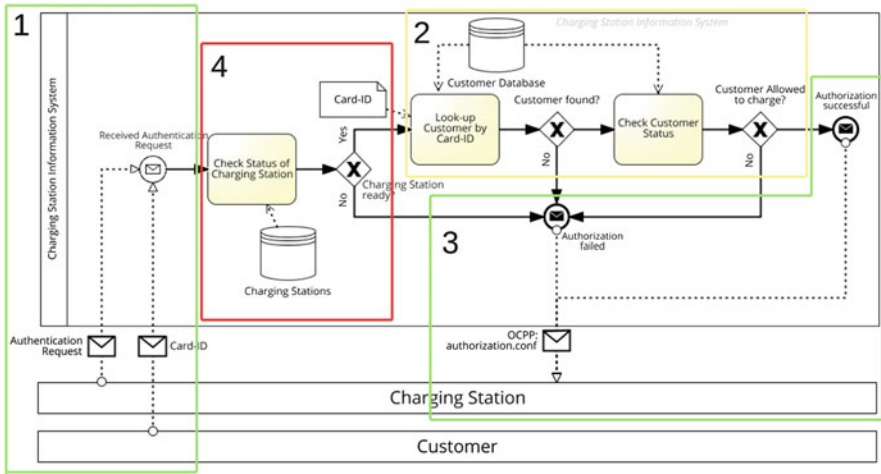 1
2
Charging Station Information System
4
Customer Database
Customer Allowed
to charge?
Authorization
successful
Card-ID
Customer found?
Look-up
Customer by
Card-ID
Check Customer
Status
Received Authentication
Request
Yes
Check Status of
Charging Station
No
No
Charging Station
ready?
No
Charging Station Information System
3
Authorization
failed
Charging Stations
Authentication
Request
Card-ID
OCPP:
authorization.conf
Charging Station
Customer